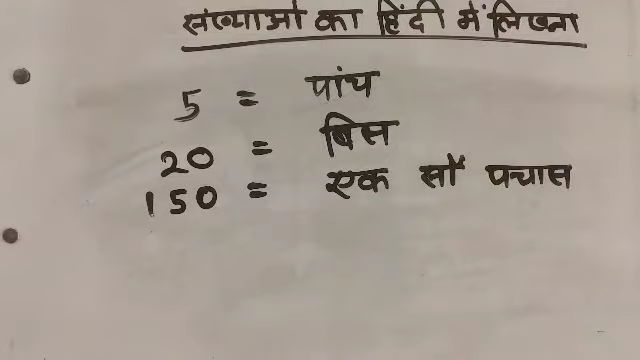 संख्याओ का हिंदी में लिखना
5 = पांच
20 = बिस
150 = एक सौ पचास